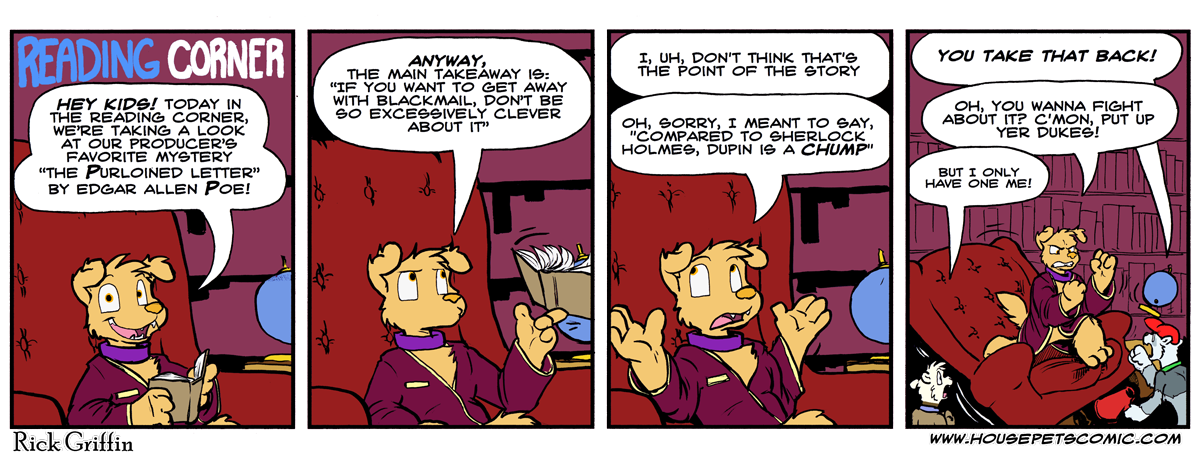 READING CORNER
HEY KIDS! TODAY IN
THE READING CORNER,
WE'RE TAKING A LOOK
AT OUR PRODUCER'S
FAVORITE MYSTERY
"THE PURLOINED LETTER"
BY EDGAR ALLEN POE!
ANYWAY,
THE MAIN TAKEAWAY IS:
"IF YOU WANT TO GET AWAY
WITH BLACKMAIL, DON'T BE
SO EXCESSIVELY CLEVER
ABOUT IT"
I, UH, DON'T THINK THAT'S
THE POINT OF THE STORY
OH, SORRY, I MEANT TO SAY,
"COMPARED TO SHERLOCK
HOLMES, DUPIN IS A CHUMP"
YOU TAKE THAT BACK!
OH, YOU WANNA FIGHT
ABOUT IT? C'MON, PUT UP
YER DUKES!
BUT I ONLY
HAVE ONE ME!
Rick Griffin
WWW.HOUSEPETSCOMIC.COM